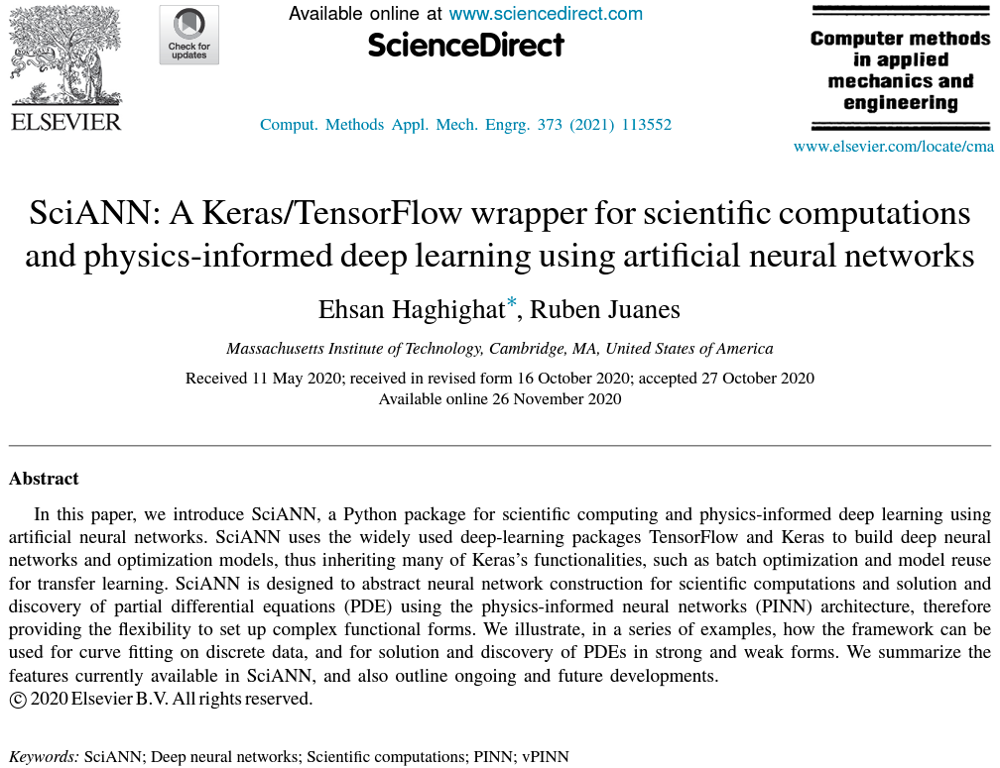 Available online at www.sciencedirect.com
ScienceDirect
Check for
updates
ELSEVIER
Comput. Methods Appl. Mech. Engrg. 373 (2021) 113552
Computer methods
in applied
mechanics and
engineering
www.elsevier.com/locate/cma
SciANN: A Keras/TensorFlow wrapper for scientific computations
and physics-informed deep learning using artificial neural networks
Ehsan Haghighat*, Ruben Juanes
Massachusetts Institute of Technology, Cambridge, MA, United States of America
Received 11 May 2020; received in revised form 16 October 2020; accepted 27 October 2020
Available online 26 November 2020
Abstract
In this paper, we introduce SciANN, a Python package for scientific computing and physics-informed deep learning using
artificial neural networks. SciANN uses the widely used deep-learning packages TensorFlow and Keras to build deep neural
networks and optimization models, thus inheriting many of Keras's functionalities, such as batch optimization and model reuse
for transfer learning. SciANN is designed to abstract neural network construction for scientific computations and solution and
discovery of partial differential equations (PDE) using the physics-informed neural networks (PINN) architecture, therefore
providing the flexibility to set up complex functional forms. We illustrate, in a series of examples, how the framework can be
used for curve fitting on discrete data, and for solution and discovery of PDEs in strong and weak forms. We summarize the
features currently available in SciANN, and also outline ongoing and future developments.
© 2020 Elsevier B.V. All rights reserved.
Keywords: SciANN; Deep neural networks; Scientific computations; PINN; vPINN